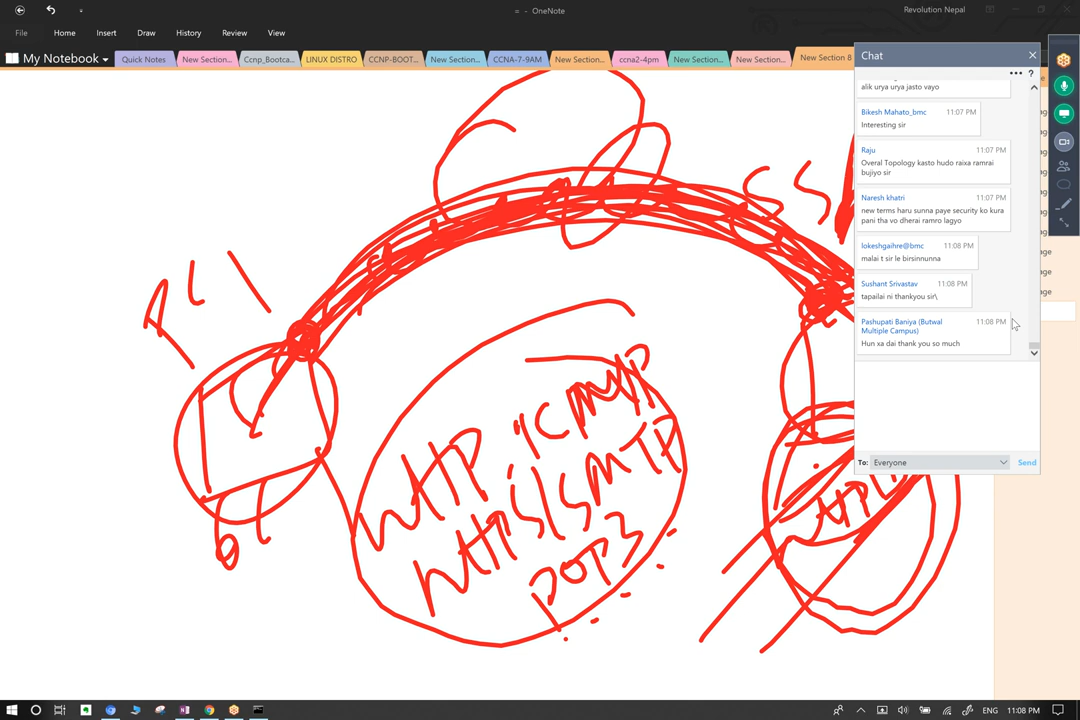 = - OneNote
Revolution Nepal
File Home Insert Draw History Review View
My Notebook
Quick Notes
New Section...
Ccnp_Bootca...
LINUX DISTRO
CCNP-BOOT...
New Section...
CCNA-7-9AM
New Section...
ccna2-4pm
New Section...
New Section...
New Section 8
Chat
alik urya urya jasto vayo
Bikesh Mahato_bmc 11:07 PM
Interesting sir
Raju 11:07 PM
Overal Topology kasto hudo raixa ramrai
bujiyo sir
Naresh khatri 11:07 PM
new terms haru sunna paye security ko kura
pani tha vo dherai ramro lagyo
lokeshgaihre@bmc 11:08 PM
malai t sir le birsinnunna
Sushant Srivastav 11:08 PM
tapailai ni thankyou sir\
Pashupati Baniya (Butwal
Multiple Campus) 11:08 PM
Hun xa dai thank you so much
To: Everyone Send
SS
PC1
POP3
ENG 11:08 PM